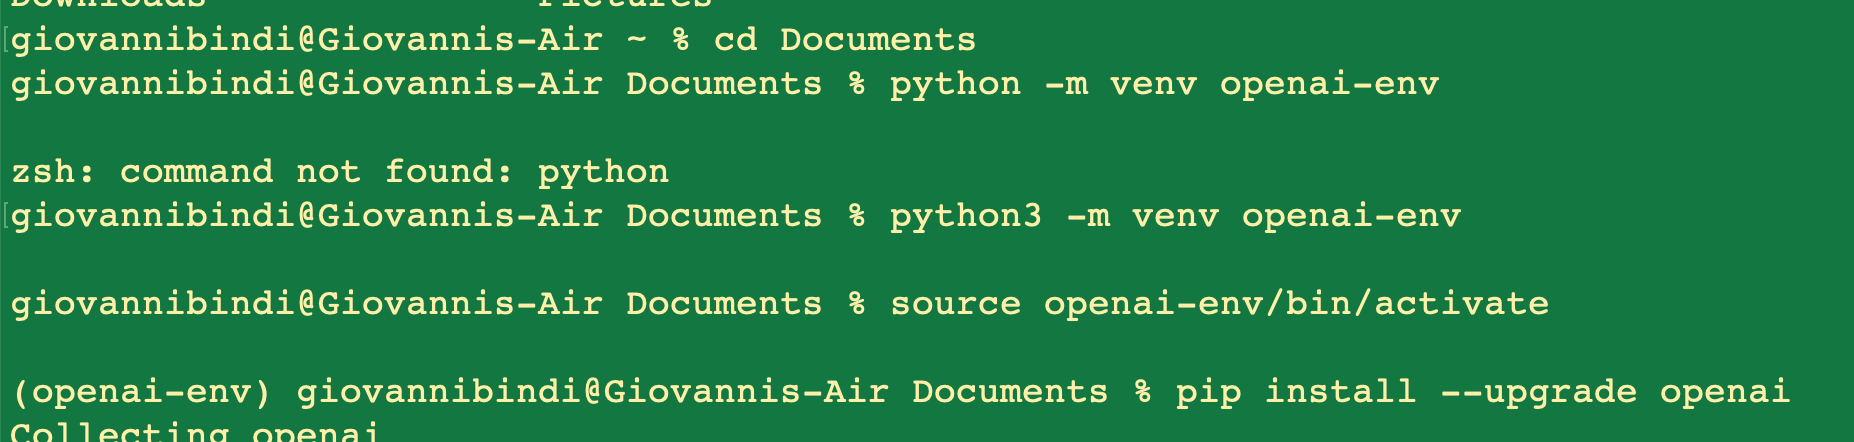 Downloads Pictures
giovannibindi@Giovannis-Air ~ % cd Documents
giovannibindi@Giovannis-Air Documents % python -m venv openai-env
zsh: command not found: python
giovannibindi@Giovannis-Air Documents % python3 -m venv openai-env
giovannibindi@Giovannis-Air Documents % source openai-env/bin/activate
(openai-env) giovannibindi@Giovannis-Air Documents % pip install --upgrade openai
Collecting openai